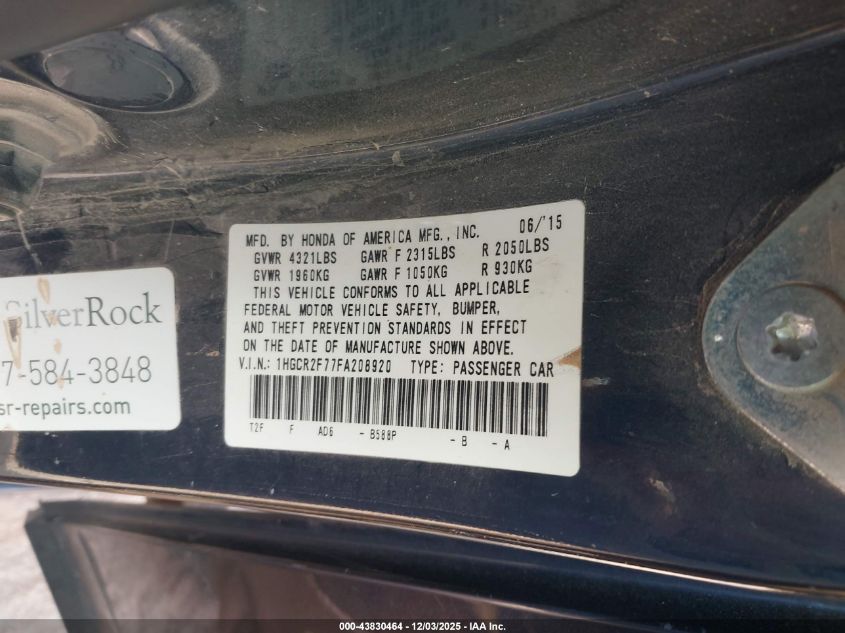 MFD. BY HONDA OF AMERICA MFG., INC. 06/'15
GVWR 4321LBS GAWR F 2315LBS R 2050LBS
GVWR 1960KG GAWR F 1050KG R 930KG
THIS VEHICLE CONFORMS TO ALL APPLICABLE
FEDERAL MOTOR VEHICLE SAFETY, BUMPER,
AND THEFT PREVENTION STANDARDS IN EFFECT
ON THE DATE OF MANUFACTURE SHOWN ABOVE.
V.I.N.: 1HGCR2F77FA208920 TYPE: PASSENGER CAR
T2F F AD6 -B588P -B -A
SilverRock
7-584-3848
sr-repairs.com
000-43830464 - 12/03/2025 - IAA Inc.